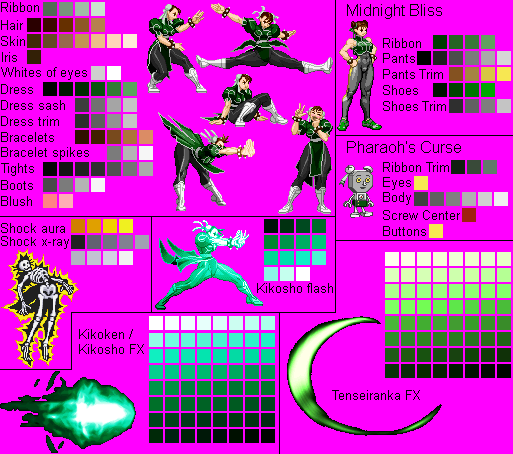 Ribbon
Hair
Skin
Iris
Whites of eyes
Dress
Dress sash
Dress trim
Bracelets
Bracelet spikes
Tights
Boots
Blush
Midnight Bliss
Ribbon
Pants
Pants Trim
Shoes
Shoes Trim
Pharaoh's Curse
Ribbon Trim
Eyes
Body
Screw Center
Buttons
Shock aura
Shock x-ray
Kikosho flash
Kikoken /
Kikosho FX
Tenseiranka FX